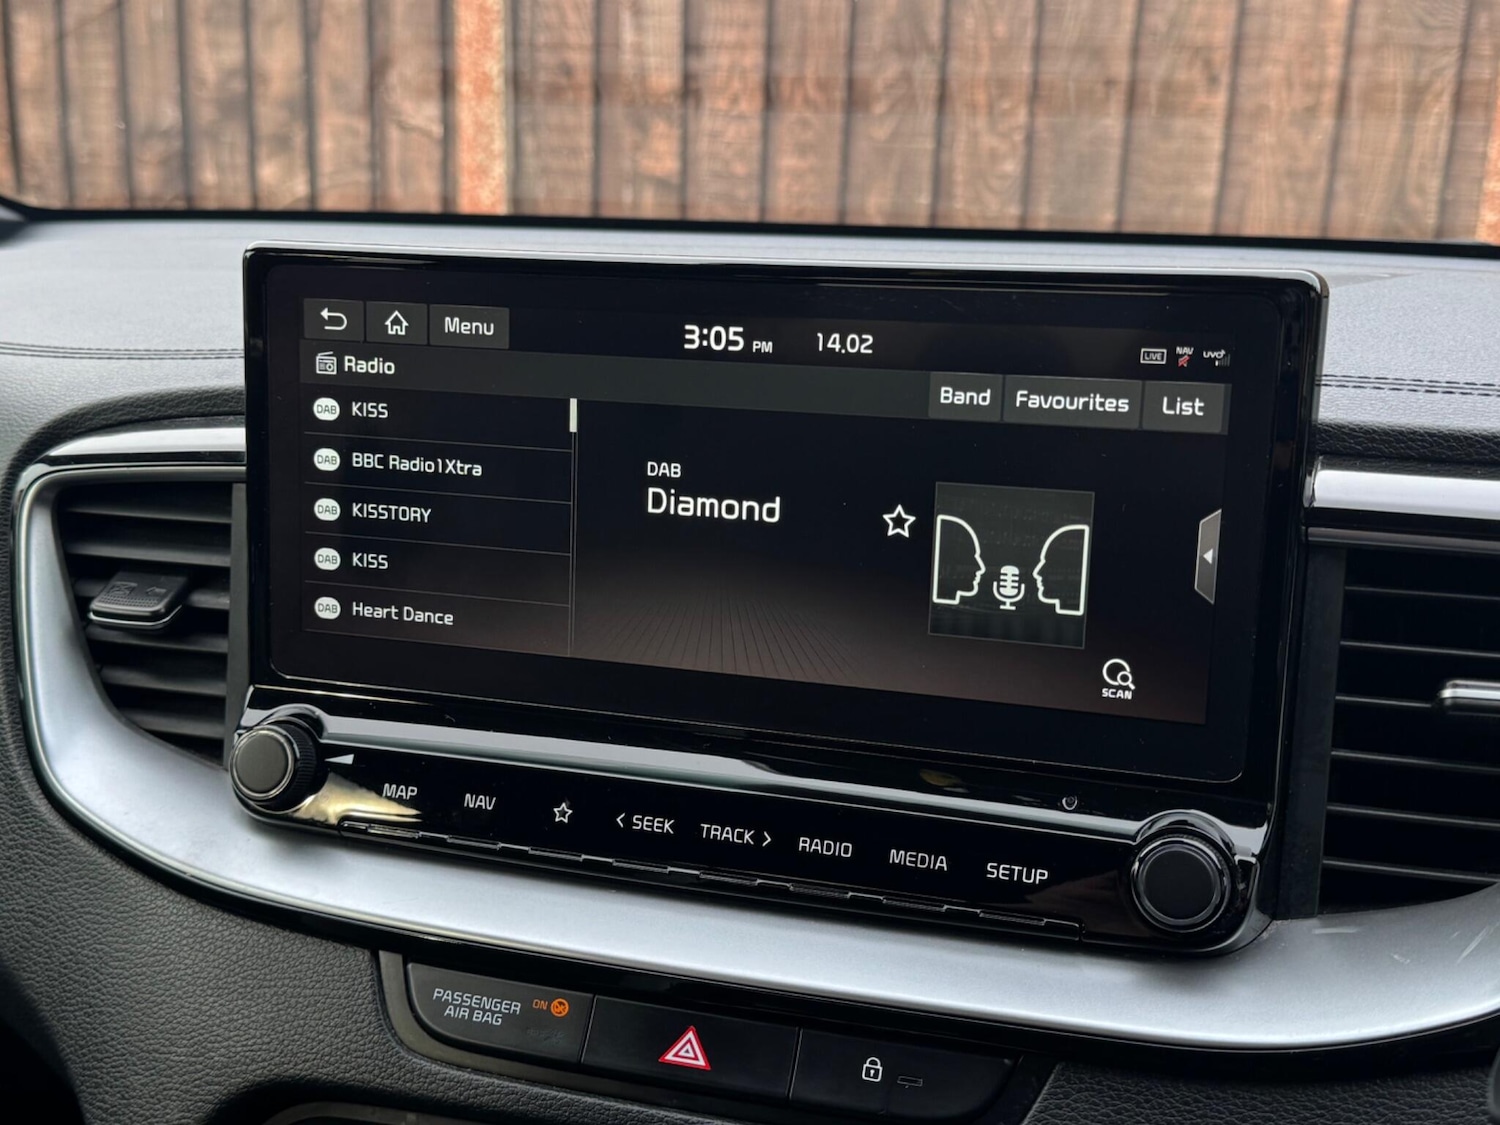 Menu
3:05 PM 14.02
LIVE NAV UVO
Radio
Band Favourites List
DAB KISS
DAB BBC Radio1Xtra
DAB KISSTORY
DAB KISS
DAB Heart Dance
DAB
Diamond
SCAN
MAP NAV SEEK TRACK RADIO MEDIA SETUP
PASSENGER
AIR BAG
ON